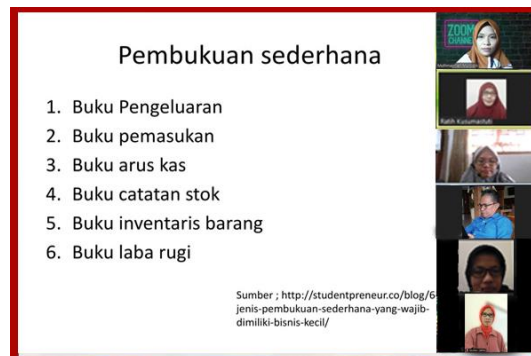 Pembukuan sederhana
1. Buku Pengeluaran
2. Buku pemasukan
3. Buku arus kas
4. Buku catatan stok
5. Buku inventaris barang
6. Buku laba rugi
Sumber ; http://studentpreneur.co/blog/6-
jenis-pembukuan-sederhana-yang-wajib-
dimiliki-bisnis-kecil/
ZOOM
CHANNEL
Ratih Kusumastuti